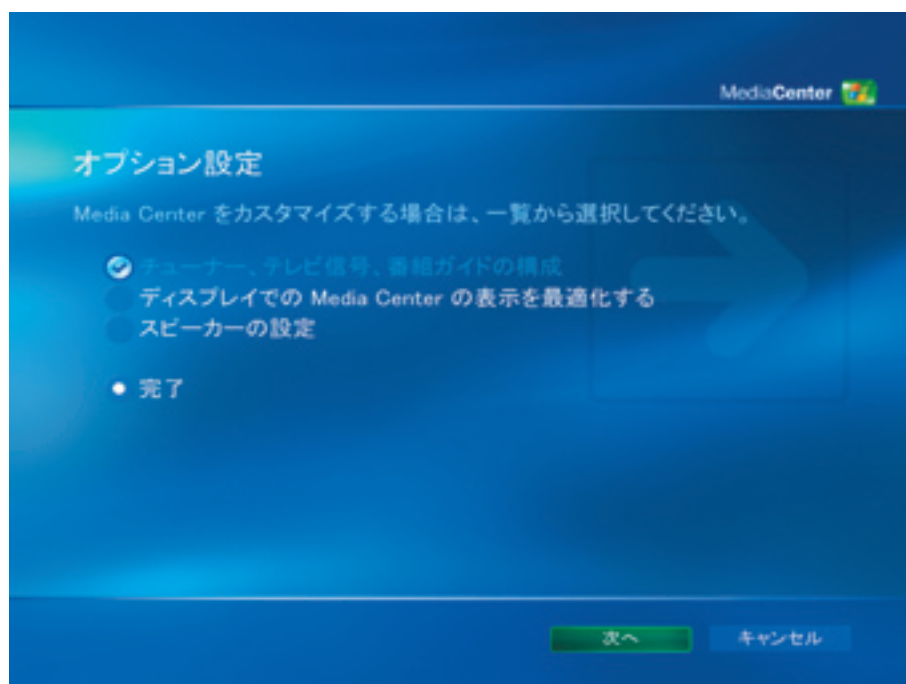 MediaCenter
オプション設定
Media Center をカスタマイズする場合は、一覧から選択してください。
チューナー、テレビ信号、番組ガイドの構成
ディスプレイでの Media Center の表示を最適化する
スピーカーの設定
完了
次へ
キャンセル